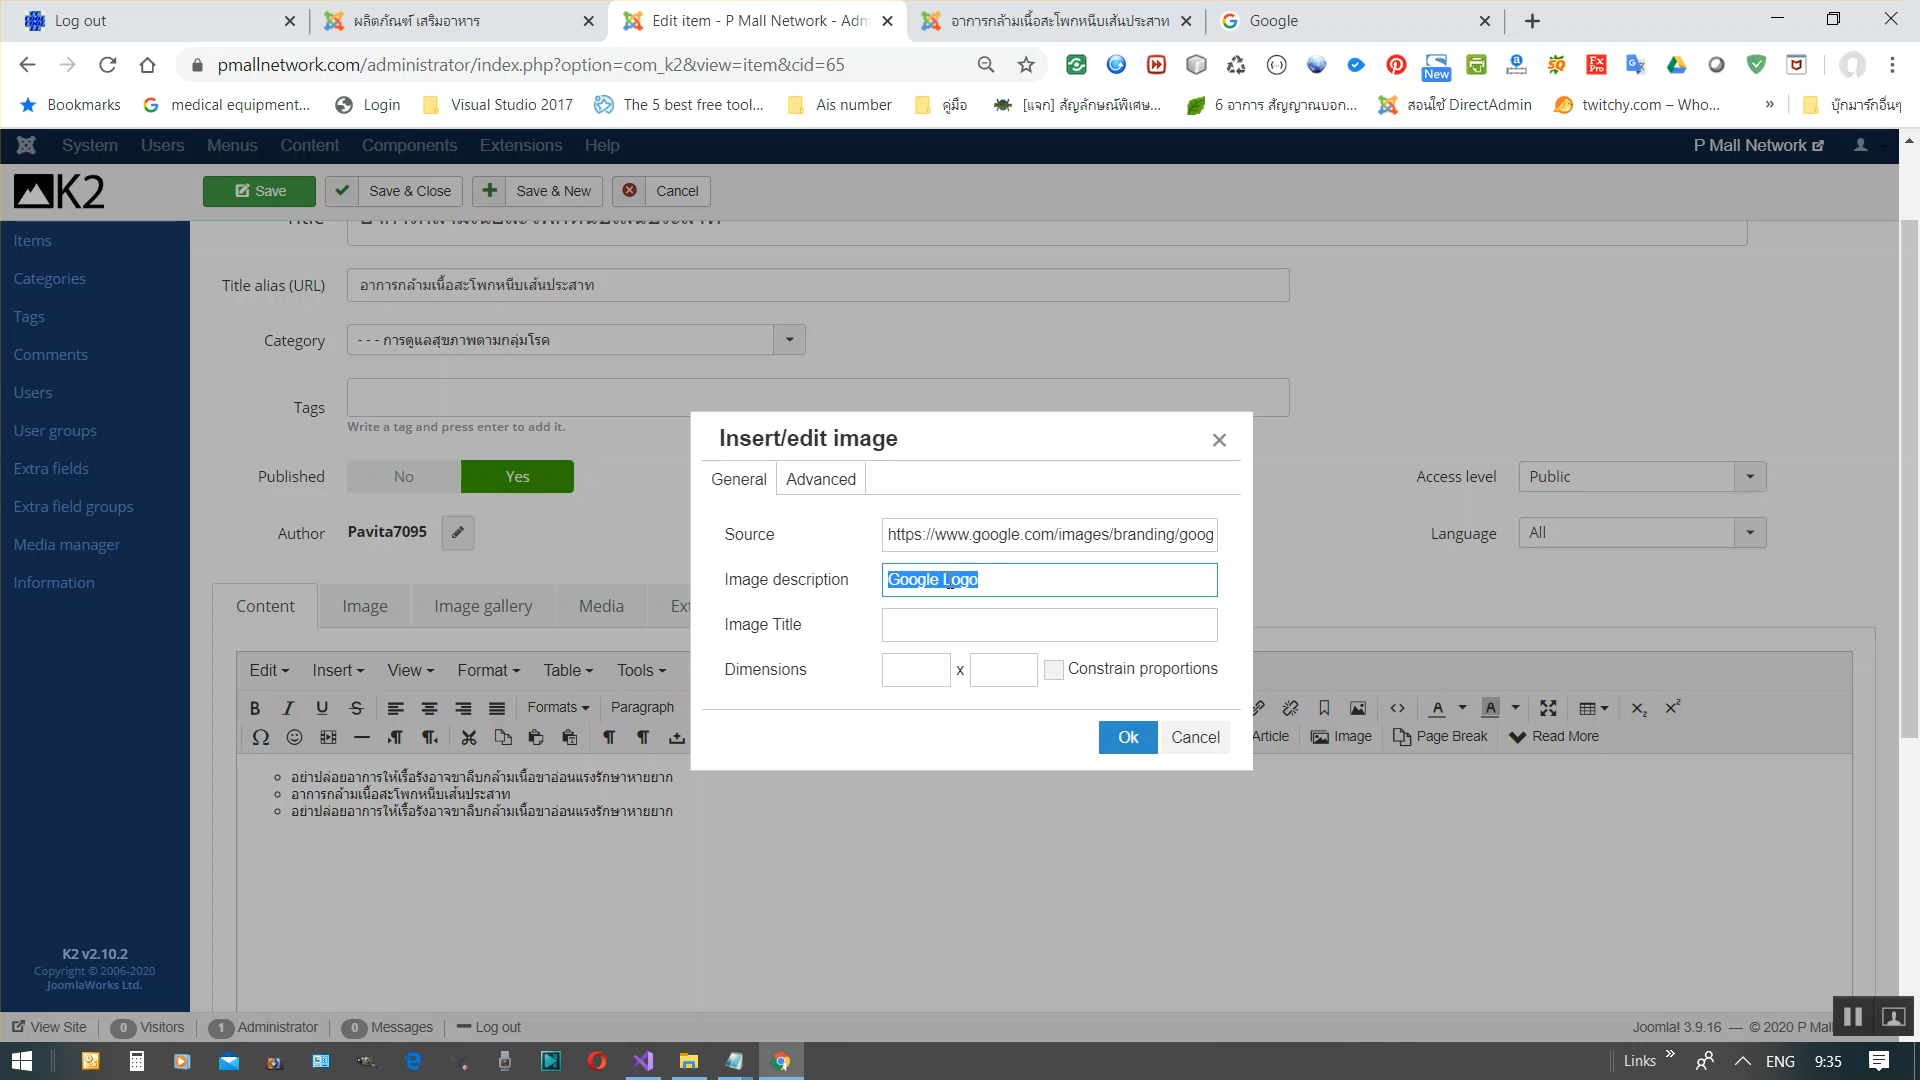 Log out
ผลิตภัณฑ์ เสริมอาหาร
Edit item - P Mall Network - Adm
อาการกล้ามเนื้อสะโพกหนีบเส้นประสาท
Google
pmallnetwork.com/administrator/index.php?option=com_k2&view=item&cid=65
New
Bookmarks
medical equipment...
Login
Visual Studio 2017
The 5 best free tool...
Ais number
คู่มือ
[แจก] สัญลักษณ์พิเศษ...
6 อาการ สัญญาณบอก...
สอนใช้ DirectAdmin
twitchy.com – Who...
บุ๊กมาร์กอื่นๆ
System
Users
Menus
Content
Components
Extensions
Help
P Mall Network
K2
Save
Save & Close
Save & New
Cancel
Items
Categories
Tags
Comments
Users
User groups
Extra fields
Extra field groups
Media manager
Information
Title
Title alias (URL)
อาการกล้ามเนื้อสะโพกหนีบเส้นประสาท
Category
- - - การดูแลสุขภาพตามกลุ่มโรค
Tags
Write a tag and press enter to add it.
Published
No
Yes
Author
Pavita7095
Access level
Public
Language
All
Content
Image
Image gallery
Media
Ex
Insert/edit image
General
Advanced
Source
https://www.google.com/images/branding/goog
Image description
Google Logo
Image Title
Dimensions
x
Constrain proportions
Ok
Cancel
Edit
Insert
View
Format
Table
Tools
Formats
Paragraph
Article
Image
Page Break
Read More
อย่าปล่อยอาการให้เรื้อรังอาจขาลีบกล้ามเนื้อขาอ่อนแรงรักษาหายยาก
อาการกล้ามเนื้อสะโพกหนีบเส้นประสาท
อย่าปล่อยอาการให้เรื้อรังอาจขาลีบกล้ามเนื้อขาอ่อนแรงรักษาหายยาก
K2 v2.10.2
Copyright © 2006-2020
JoomlaWorks Ltd.
View Site
0 Visitors
1 Administrator
0 Messages
Log out
Joomla! 3.9.16 — © 2020 P Mal
Links
ENG
9:35